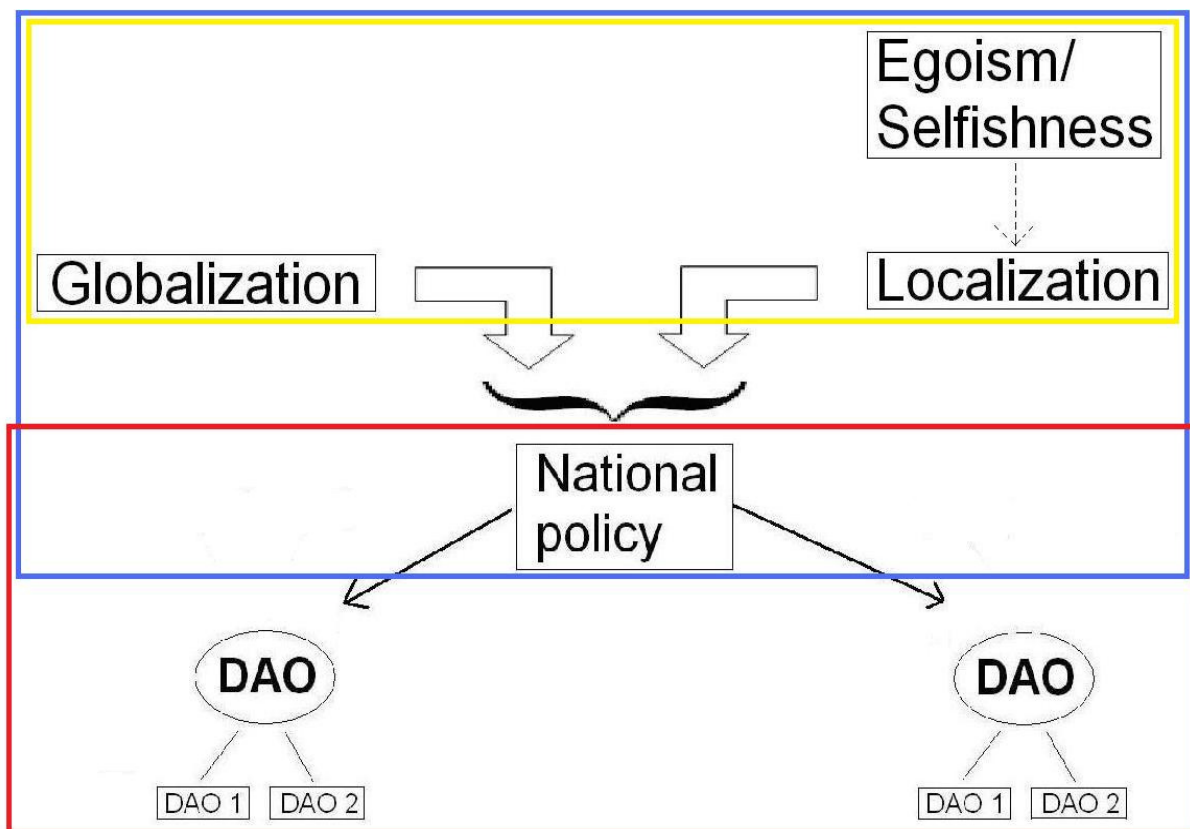 Egoism/
Selfishness
Globalization
Localization
National
policy
DAO
DAO
DAO 1
DAO 2
DAO 1
DAO 2